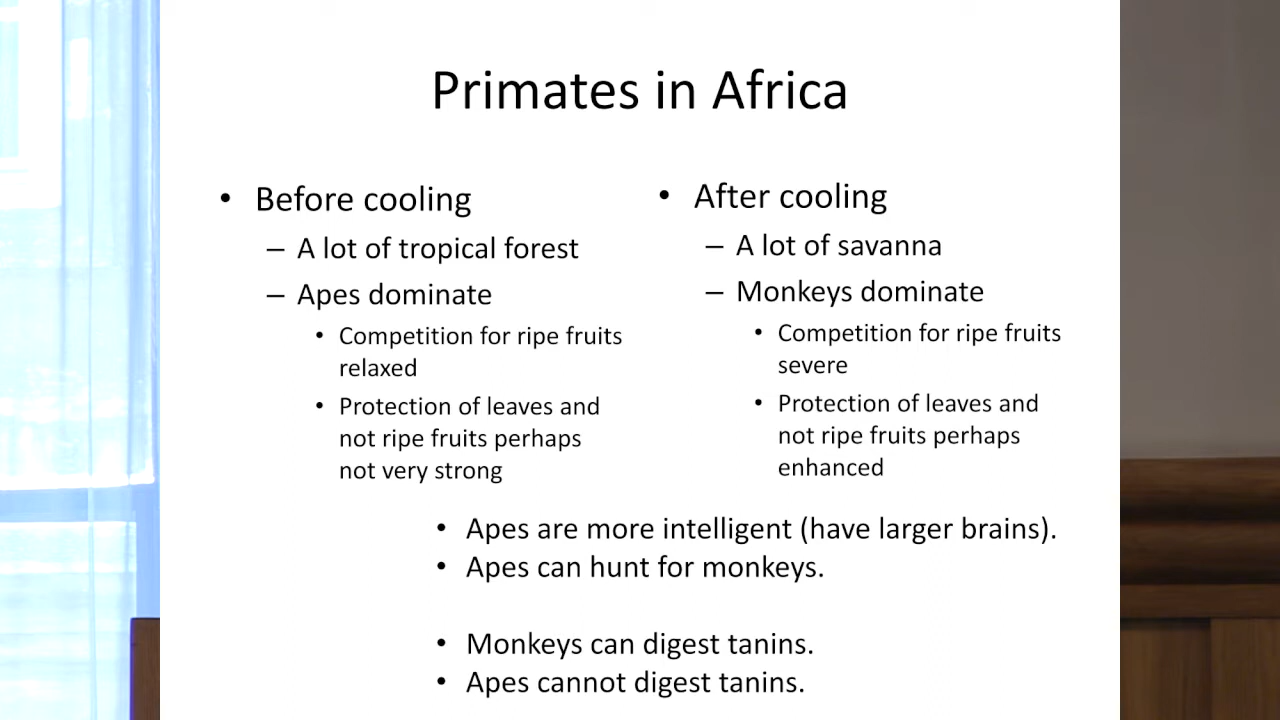 Primates in Africa
• Before cooling
– A lot of tropical forest
– Apes dominate
• Competition for ripe fruits
relaxed
• Protection of leaves and
not ripe fruits perhaps
not very strong
• After cooling
– A lot of savanna
– Monkeys dominate
• Competition for ripe fruits
severe
• Protection of leaves and
not ripe fruits perhaps
enhanced
• Apes are more intelligent (have larger brains).
• Apes can hunt for monkeys.
• Monkeys can digest tanins.
• Apes cannot digest tanins.